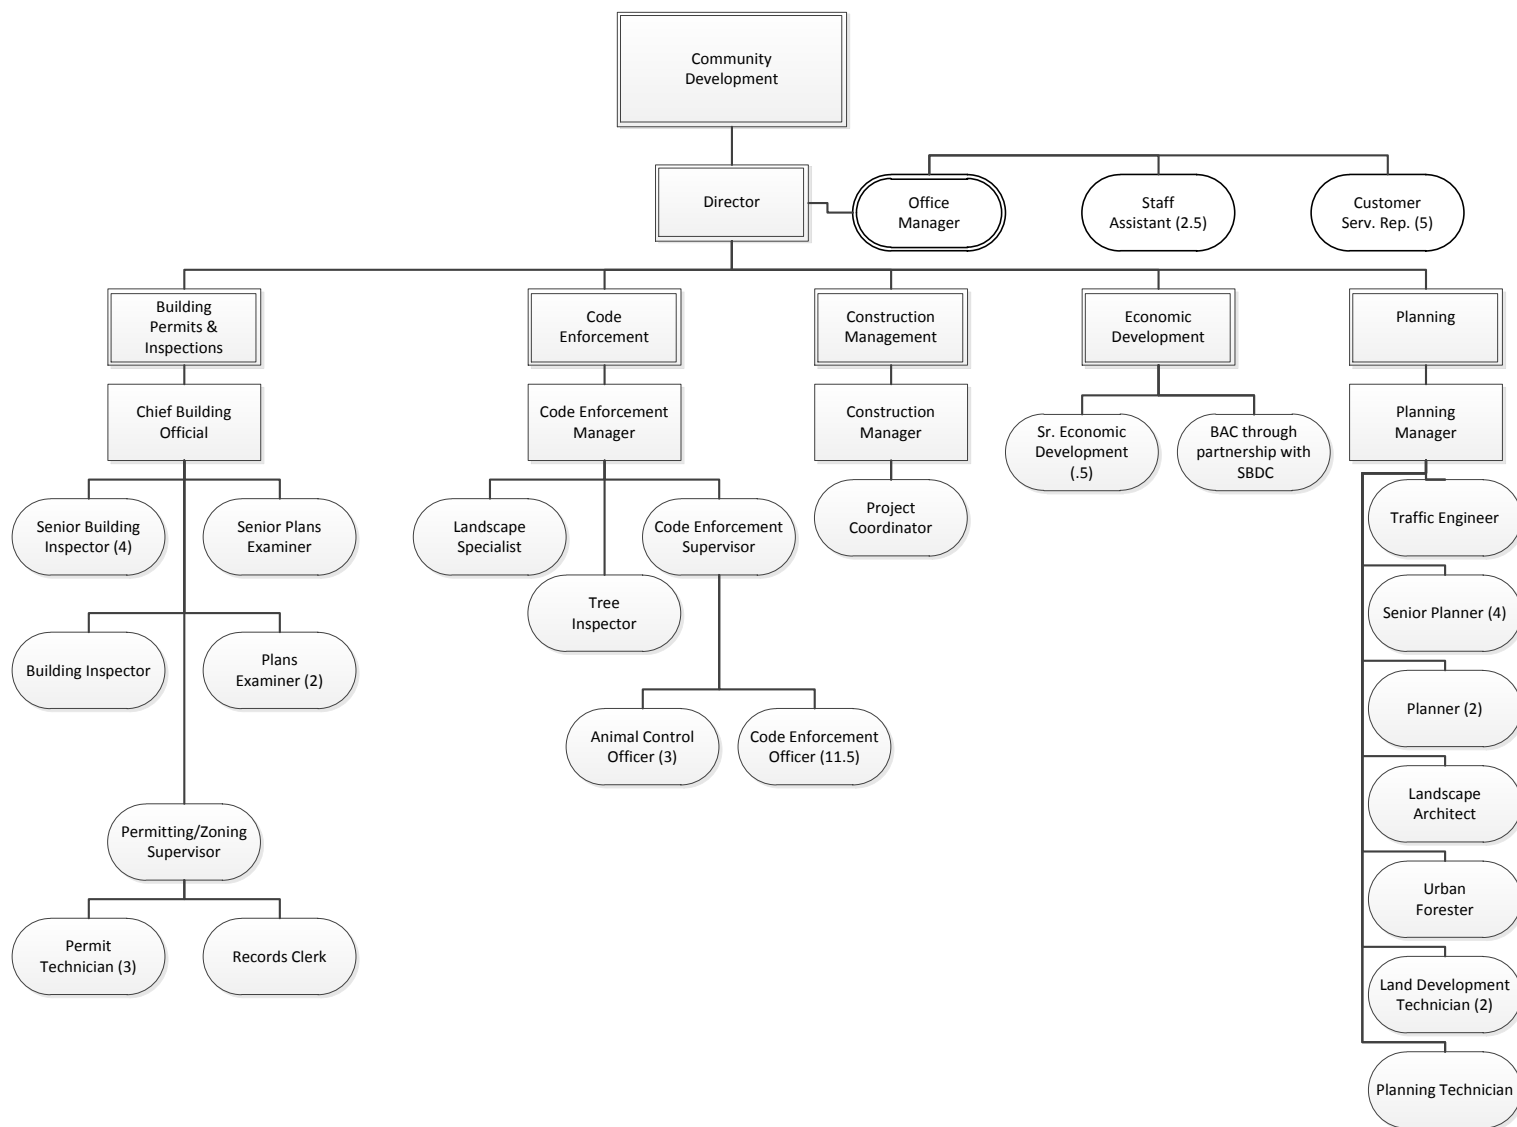 Community
Development
Director
Office
Manager
Staff
Assistant (2.5)
Customer
Serv. Rep. (5)
Building
Permits &
Inspections
Code
Enforcement
Construction
Management
Economic
Development
Planning
Chief Building
Official
Code Enforcement
Manager
Construction
Manager
Sr. Economic
Development
(.5)
BAC through
partnership with
SBDC
Planning
Manager
Senior Building
Inspector (4)
Senior Plans
Examiner
Landscape
Specialist
Code Enforcement
Supervisor
Project
Coordinator
Traffic Engineer
Tree
Inspector
Senior Planner (4)
Building Inspector
Plans
Examiner (2)
Planner (2)
Animal Control
Officer (3)
Code Enforcement
Officer (11.5)
Landscape
Architect
Permitting/Zoning
Supervisor
Urban
Forester
Permit
Technician (3)
Records Clerk
Land Development
Technician (2)
Planning Technician